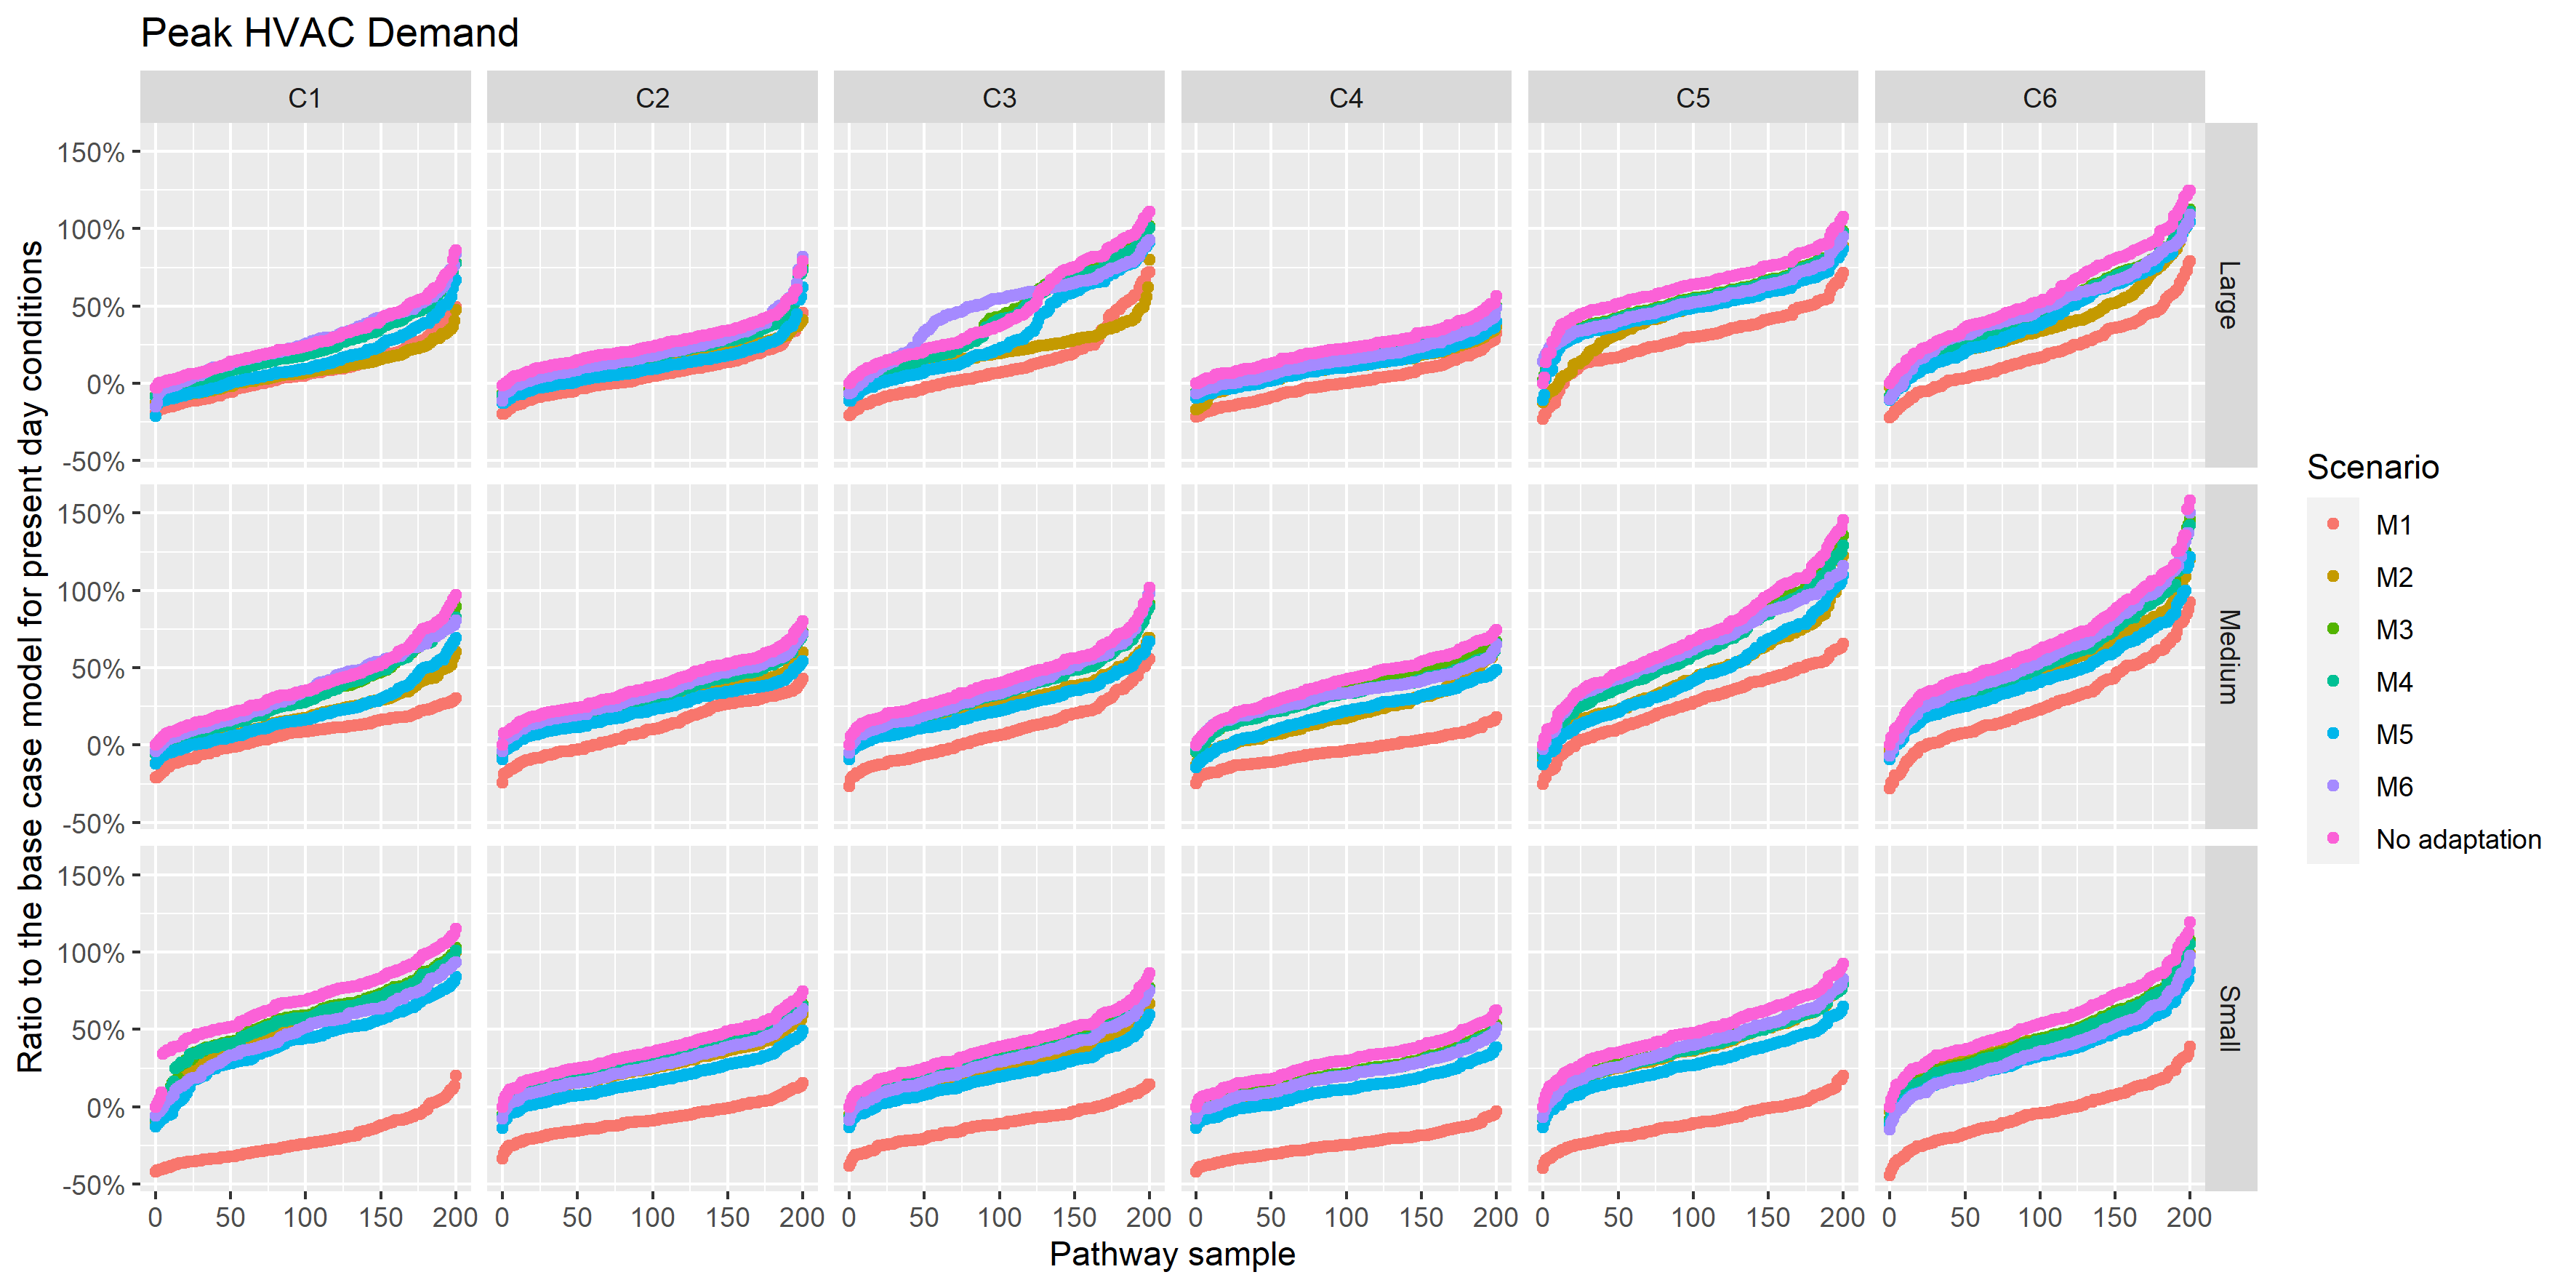 Peak HVAC Demand
C1 C2 C3 C4 C5 C6
Ratio to the base case model for present day conditions
150%
100%
50%
0%
-50%
Large
150%
100%
50%
0%
-50%
Medium
150%
100%
50%
0%
-50%
Small
0 50 100 150 200 0 50 100 150 200 0 50 100 150 200 0 50 100 150 200 0 50 100 150 200 0 50 100 150 200
Pathway sample
Scenario
M1
M2
M3
M4
M5
M6
No adaptation